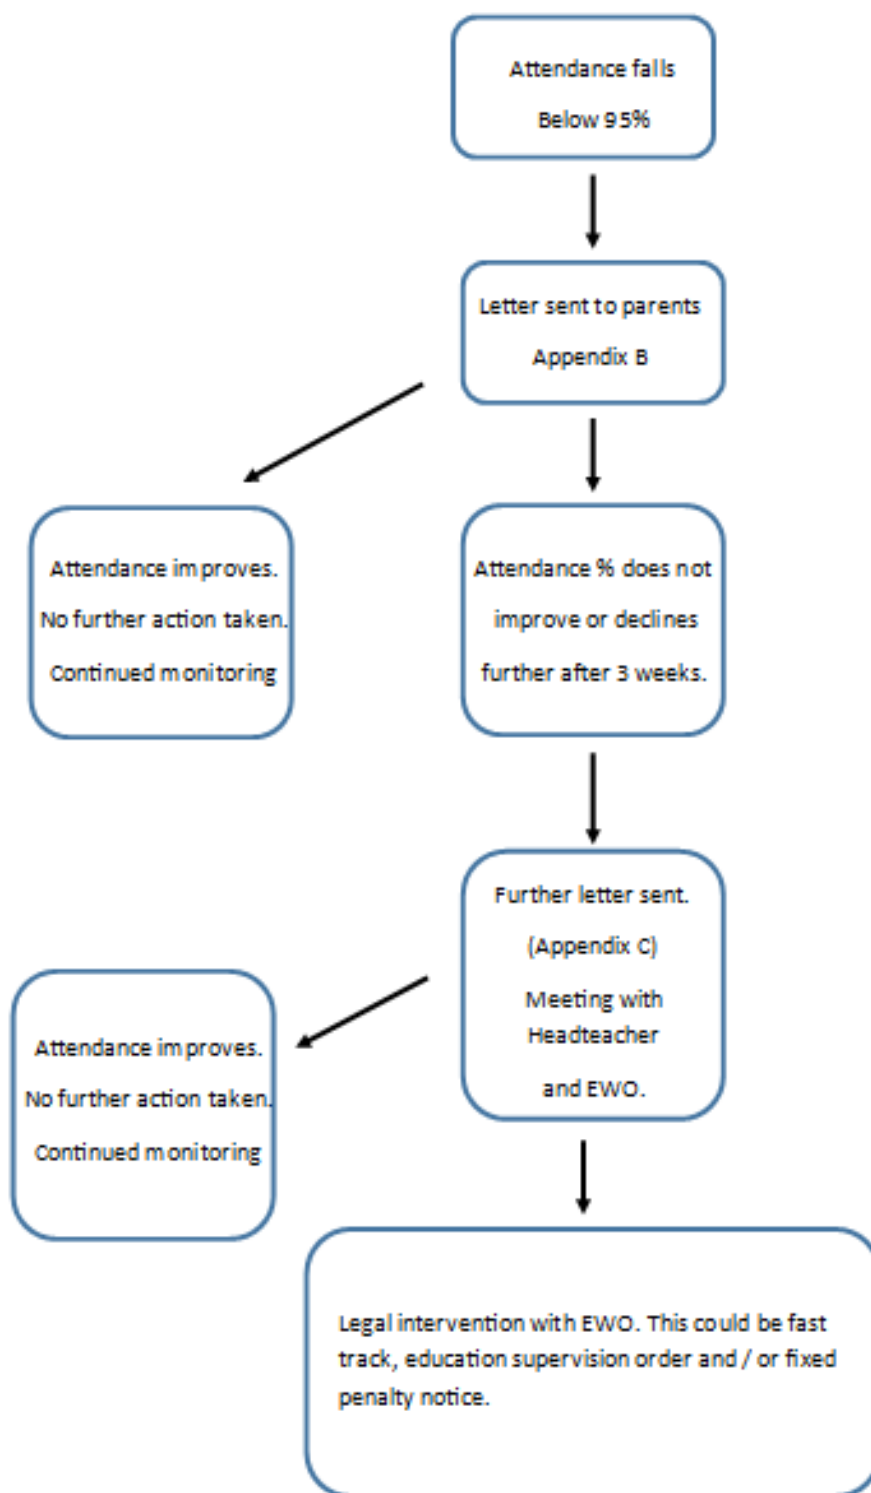 Attendance falls
Below 95%
Letter sent to parents
Appendix B
Attendance improves.
No further action taken.
Continued monitoring
Attendance % does not
improve or declines
further after 3 weeks.
Further letter sent.
(Appendix C)
Meeting with
Headteacher
and EWO.
Attendance improves.
No further action taken.
Continued monitoring
Legal intervention with EWO. This could be fast
track, education supervision order and / or fixed
penalty notice.